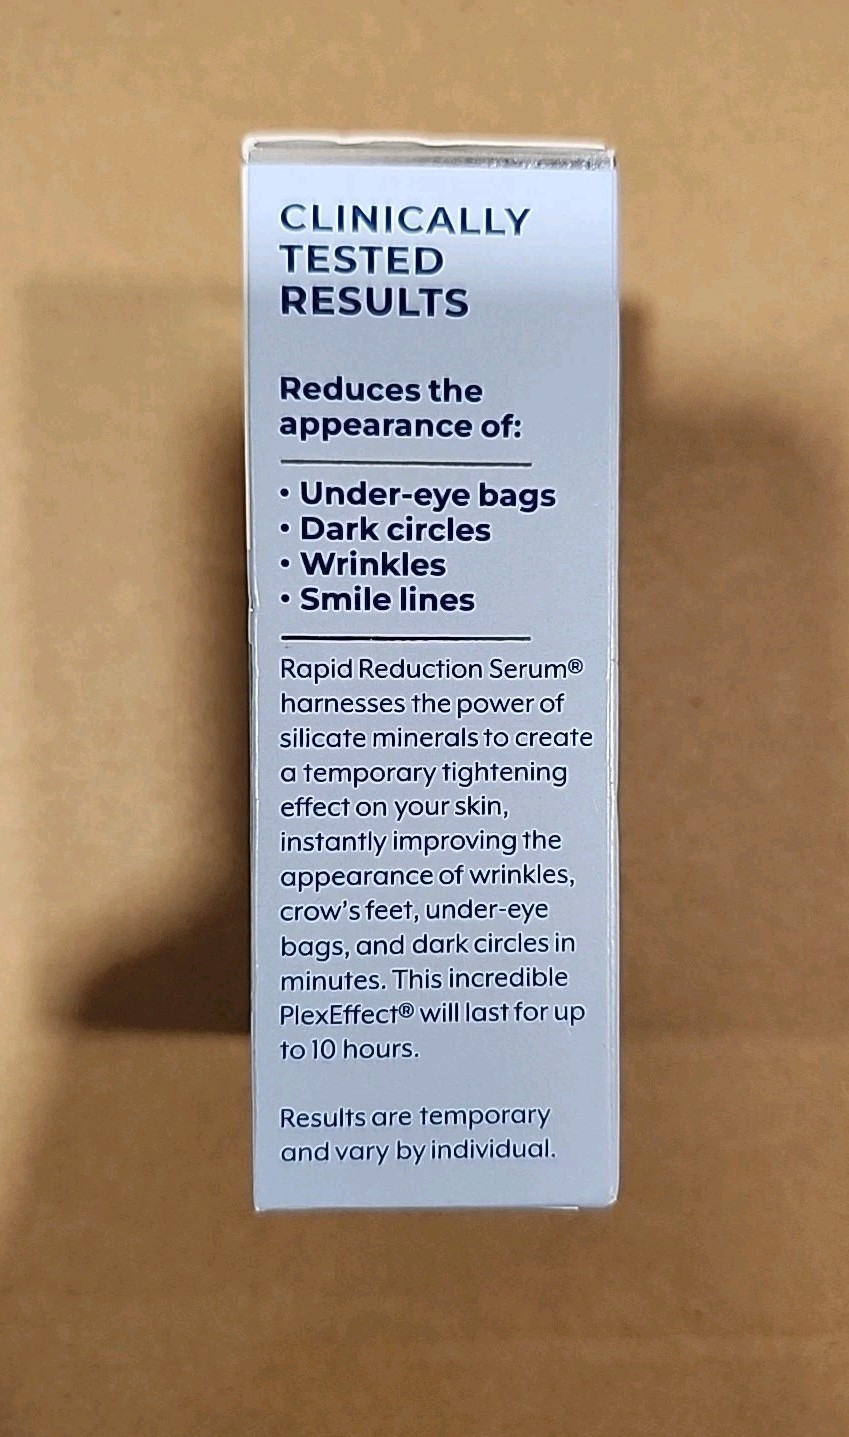 CLINICALLY
TESTED
RESULTS
Reduces the
appearance of:
• Under-eye bags
• Dark circles
• Wrinkles
• Smile lines
Rapid Reduction Serum®
harnesses the power of
silicate minerals to create
a temporary tightening
effect on your skin,
instantly improving the
appearance of wrinkles,
crow's feet, under-eye
bags, and dark circles in
minutes. This incredible
PlexEffect® will last for up
to 10 hours.
Results are temporary
and vary by individual.